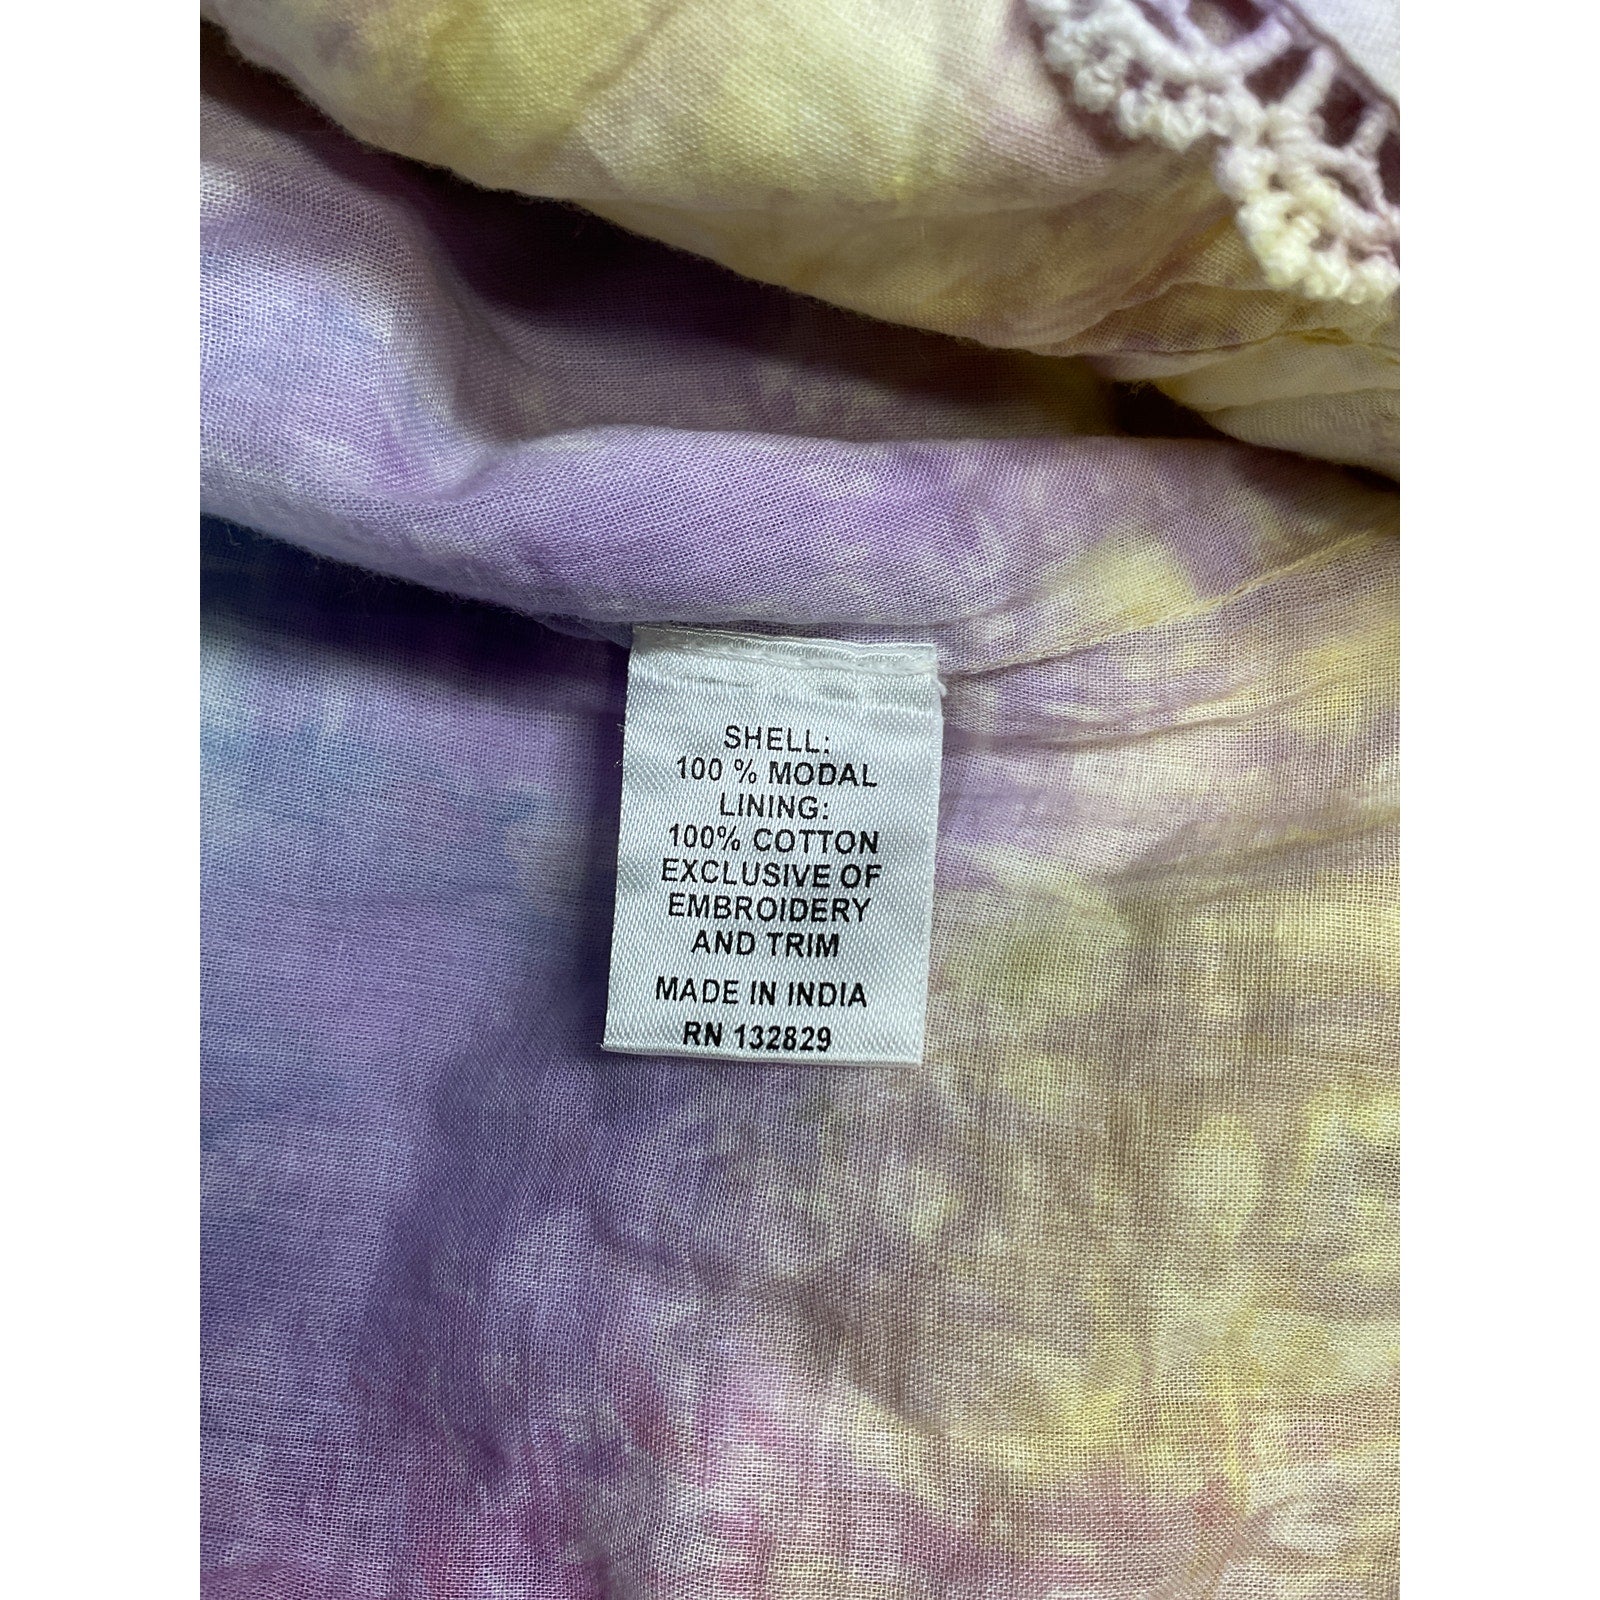 SHELL:
100 % MODAL
LINING:
100% COTTON
EXCLUSIVE OF
EMBROIDERY
AND TRIM
MADE IN INDIA
RN 132829